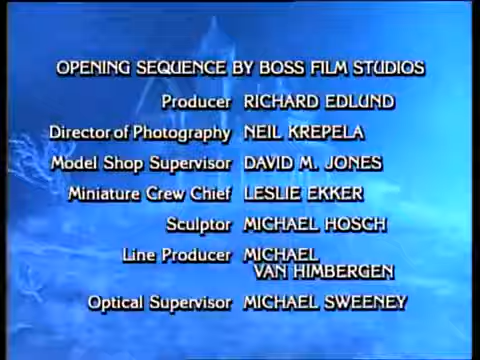 OPENING SEQUENCE BY BOSS FILM STUDIOS
Producer RICHARD EDLUND
Director of Photography NEIL KREPELA
Model Shop Supervisor DAVID M. JONES
Miniature Crew Chief LESLIE EKKER
Sculptor MICHAEL HOSCH
Line Producer MICHAEL
VAN HIMBERGEN
Optical Supervisor MICHAEL SWEENEY